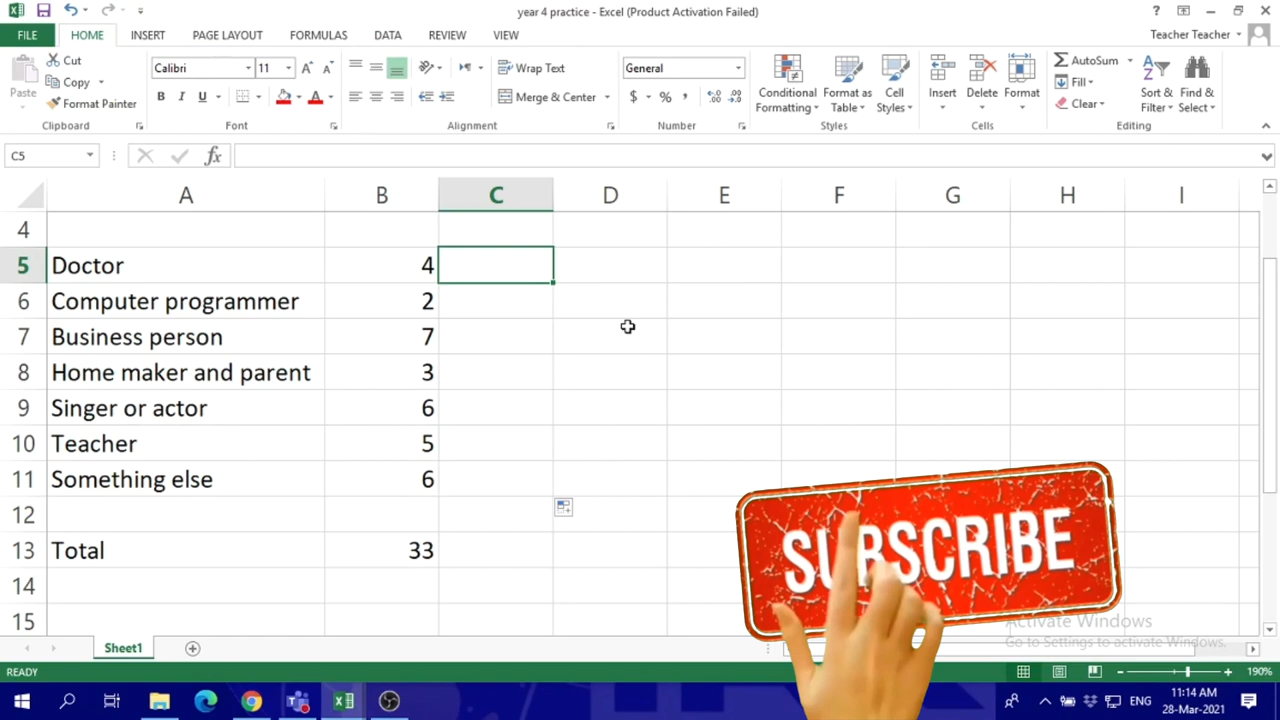 year 4 practice - Excel (Product Activation Failed)
?
FILE HOME INSERT PAGE LAYOUT FORMULAS DATA REVIEW VIEW Teacher Teacher
Paste
Cut
Copy
Format Painter
Clipboard
Calibri 11 A A
B I U A
Font
Wrap Text
Merge & Center
Alignment
General
$ % ,
Number
Conditional Formatting
Format as Table
Cell Styles
Styles
Insert Delete Format
Cells
AutoSum
Fill
Clear
Sort & Filter
Find & Select
Editing
C5 fx
A B C D E F G H I
4
5 Doctor 4
6 Computer programmer 2
7 Business person 7
8 Home maker and parent 3
9 Singer or actor 6
10 Teacher 5
11 Something else 6
12
13 Total 33
14
15
SUBSCRIBE
Activate Windows
Go to Settings to activate Windows.
Sheet1
READY 190%
ENG 11:14 AM
28-Mar-2021